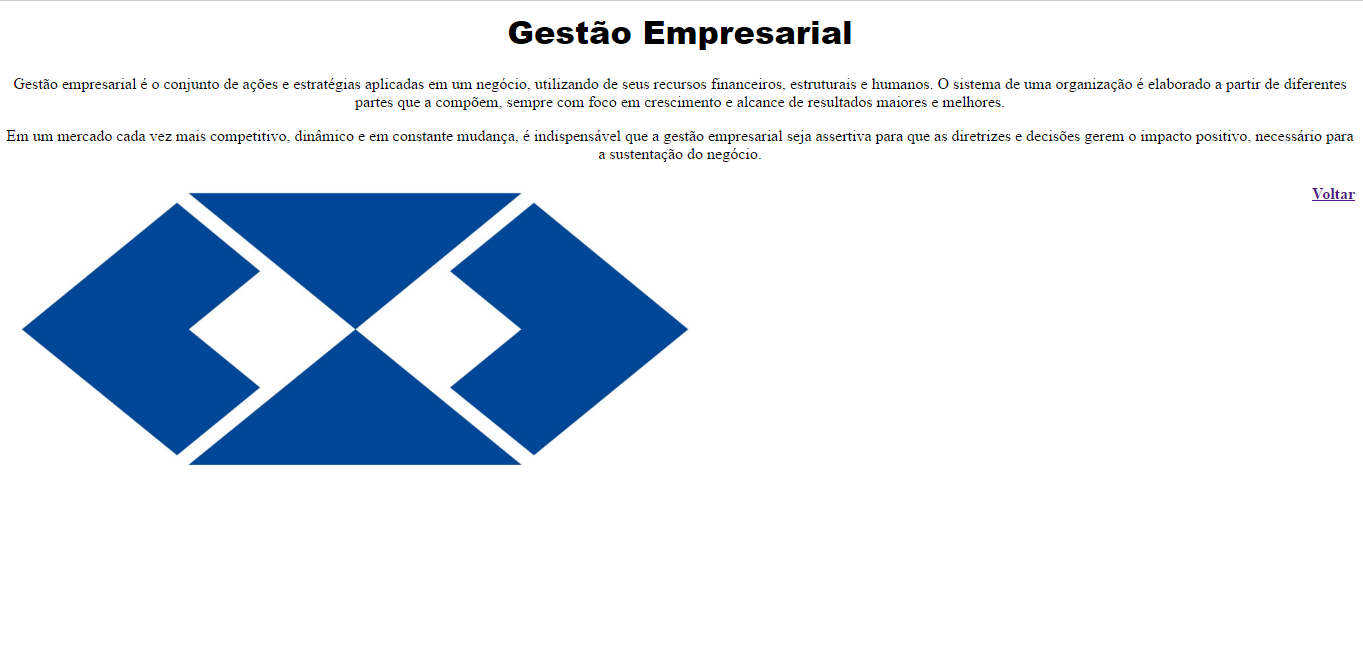 Gestão Empresarial
Gestão empresarial é o conjunto de ações e estratégias aplicadas em um negócio, utilizando de seus recursos financeiros, estruturais e humanos. O sistema de uma organização é elaborado a partir de diferentes
partes que a compõem, sempre com foco em crescimento e alcance de resultados maiores e melhores.
Em um mercado cada vez mais competitivo, dinâmico e em constante mudança, é indispensável que a gestão empresarial seja assertiva para que as diretrizes e decisões gerem o impacto positivo, necessário para
a sustentação do negócio.
Voltar